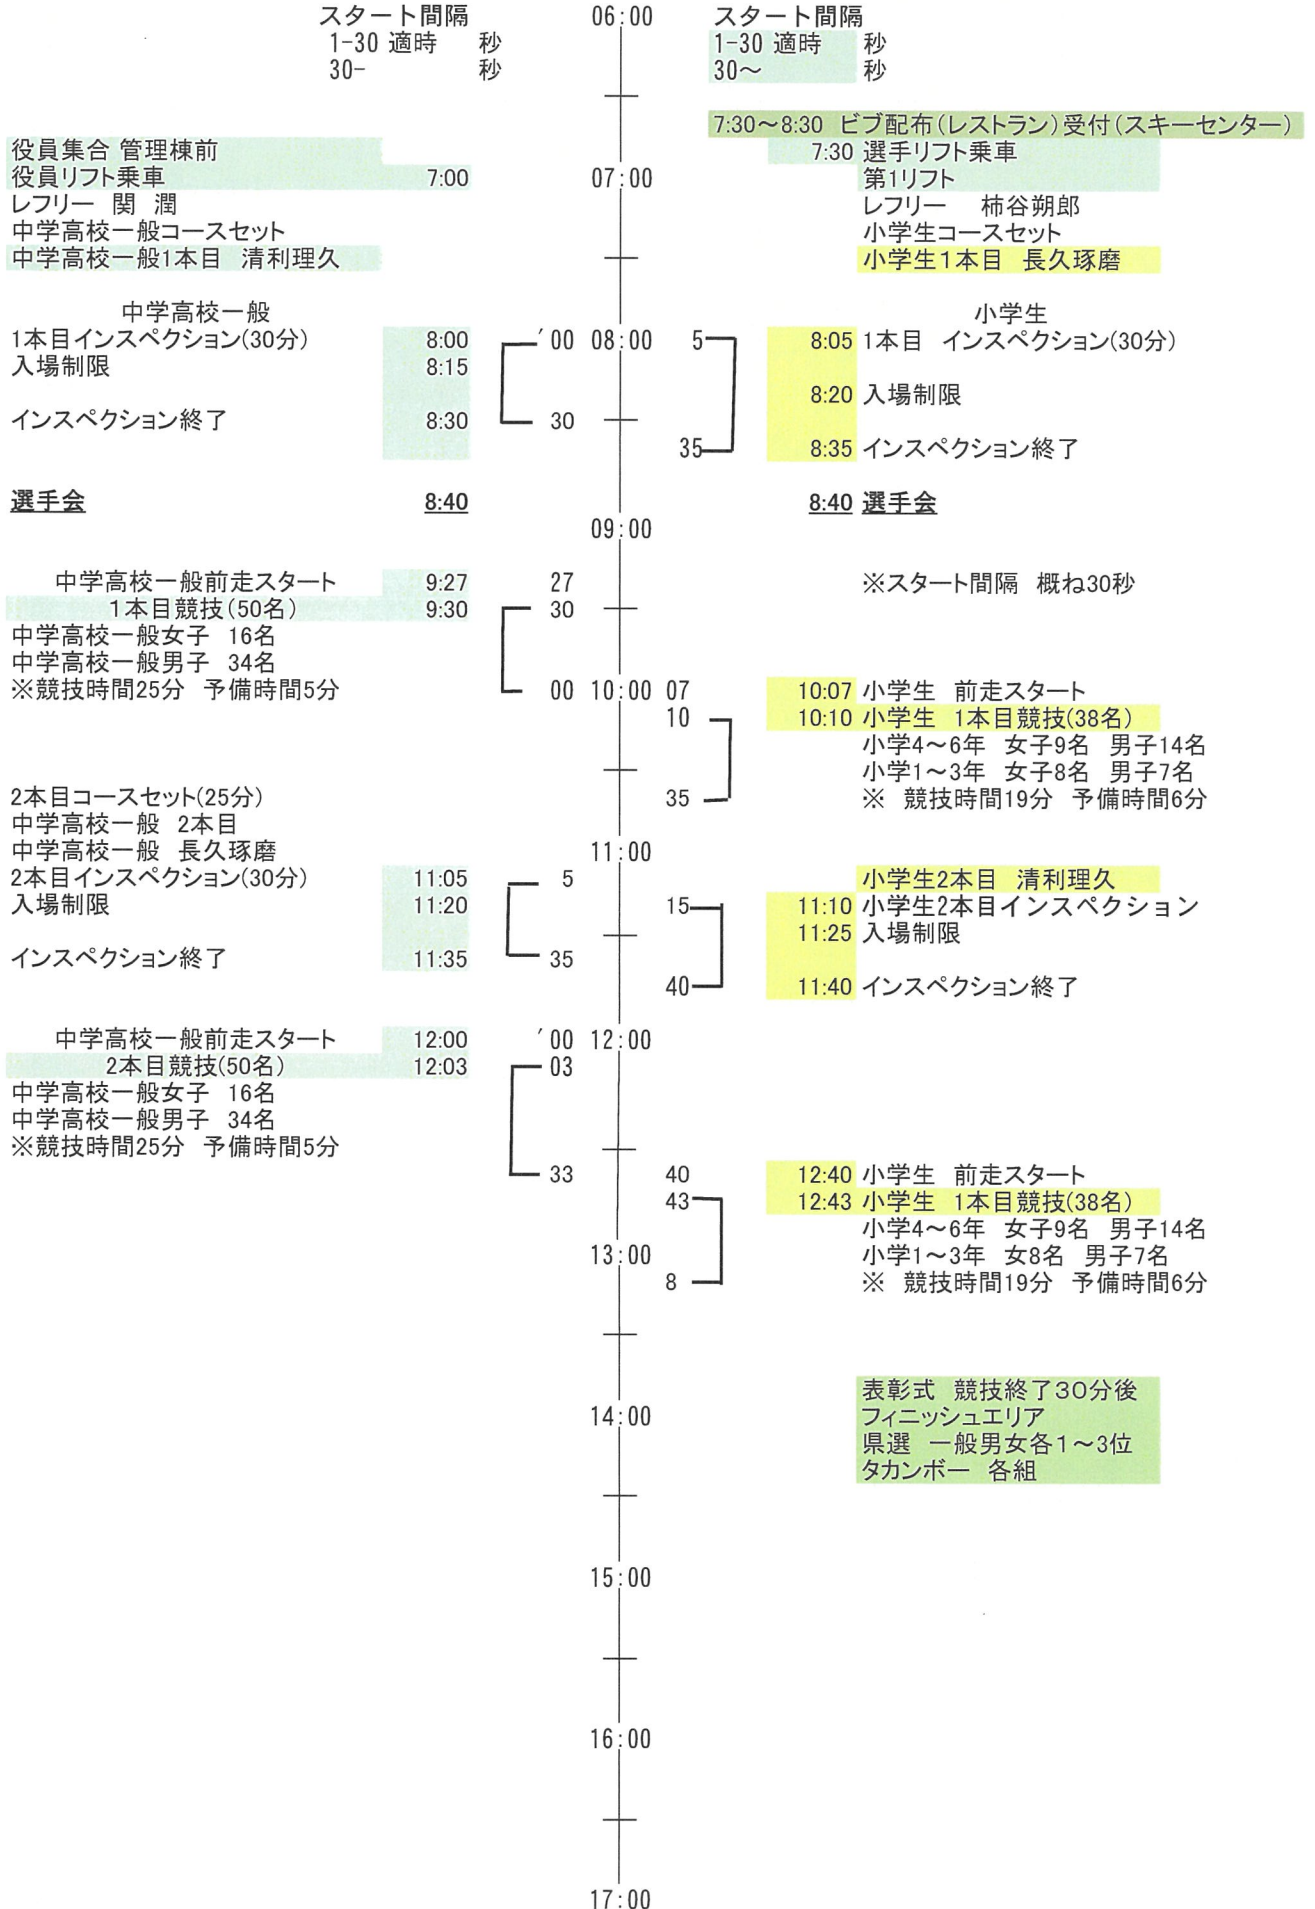 スタート間隔 06:00 スタート間隔
1-30 適時 秒 1-30 適時 秒
30- 秒 30～ 秒
7:30～8:30 ビブ配布(レストラン)受付(スキーセンター)
役員集合 管理棟前 7:30 選手リフト乗車
役員リフト乗車 7:00 07:00 第1リフト
レフリー 関 潤 レフリー 柿谷朔郎
中学高校一般コースセット 小学生コースセット
中学高校一般1本目 清利理久 小学生1本目 長久琢磨
中学高校一般 小学生
1本目インスペクション(30分) 8:00 ′00 08:00 5 8:05 1本目 インスペクション(30分)
入場制限 8:15
8:20 入場制限
インスペクション終了 8:30 30
35 8:35 インスペクション終了
選手会 8:40 8:40 選手会
09:00
中学高校一般前走スタート 9:27 27 ※スタート間隔 概ね30秒
1本目競技(50名) 9:30 30
中学高校一般女子 16名
中学高校一般男子 34名
※競技時間25分 予備時間5分 00 10:00 07 10:07 小学生 前走スタート
10 10:10 小学生 1本目競技(38名)
小学4～6年 女子9名 男子14名
小学1～3年 女子8名 男子7名
2本目コースセット(25分) 35 ※ 競技時間19分 予備時間6分
中学高校一般 2本目
中学高校一般 長久琢磨 11:00
2本目インスペクション(30分) 11:05 5 小学生2本目 清利理久
入場制限 11:20 15 11:10 小学生2本目インスペクション
11:25 入場制限
インスペクション終了 11:35 35
40 11:40 インスペクション終了
中学高校一般前走スタート 12:00 ′00 12:00
2本目競技(50名) 12:03 03
中学高校一般女子 16名
中学高校一般男子 34名
※競技時間25分 予備時間5分
33 40 12:40 小学生 前走スタート
43 12:43 小学生 1本目競技(38名)
小学4～6年 女子9名 男子14名
13:00 小学1～3年 女8名 男子7名
8 ※ 競技時間19分 予備時間6分
表彰式 競技終了30分後
14:00 フィニッシュエリア
県選 一般男女各1～3位
タカンボー 各組
15:00
16:00
17:00